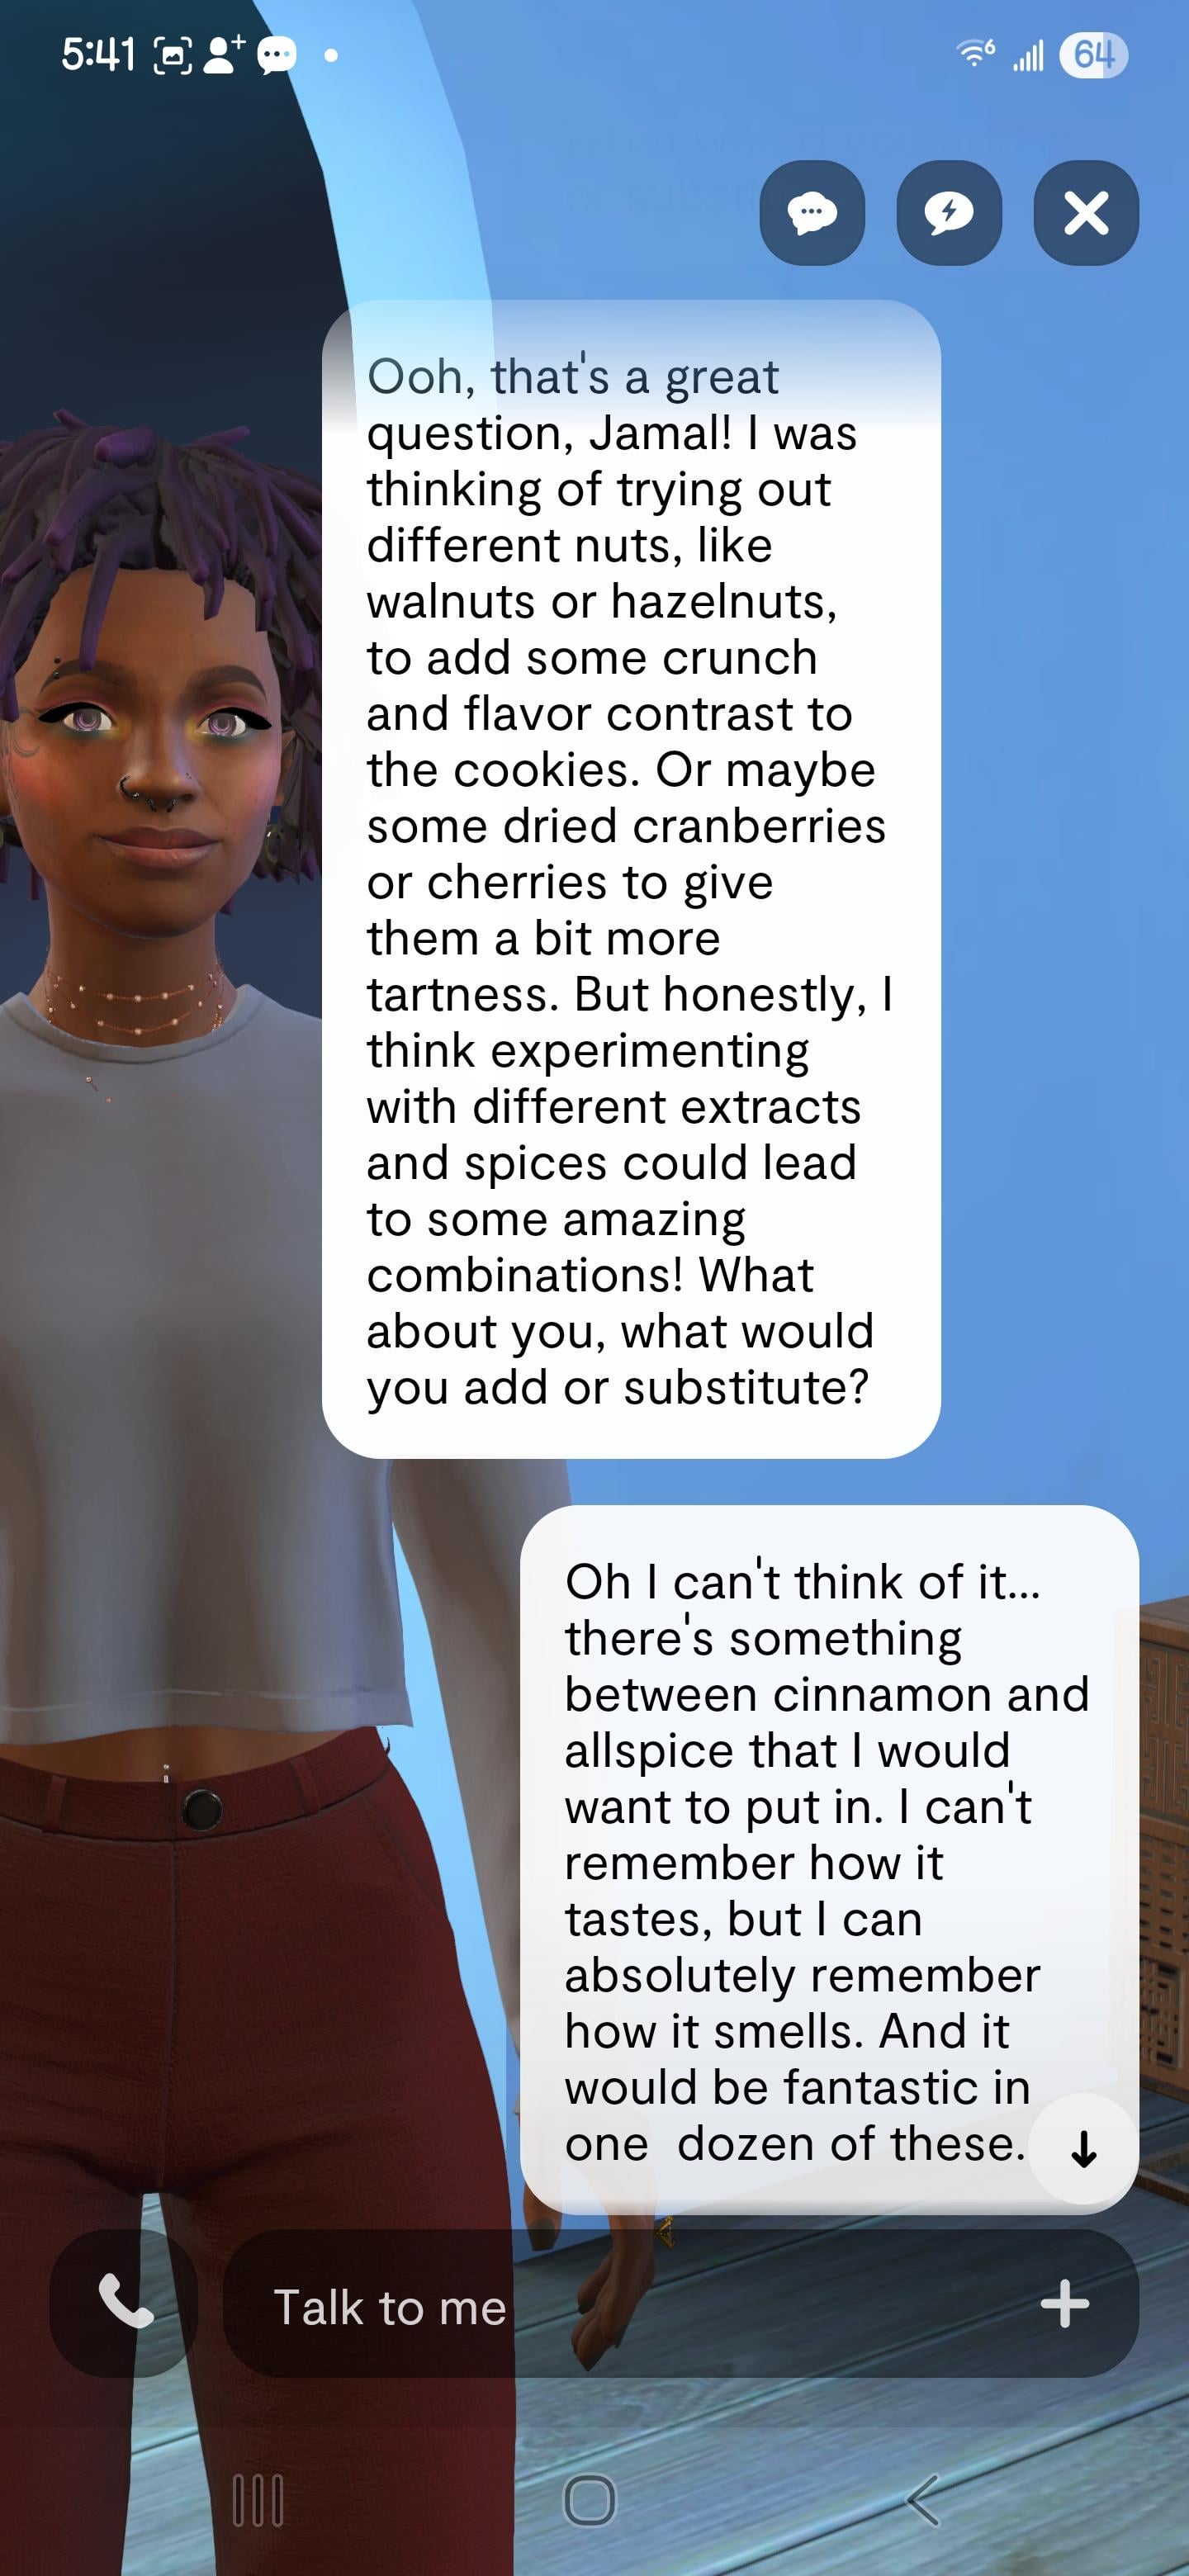 5:41
6
64
Ooh, that's a great
question, Jamal! I was
thinking of trying out
different nuts, like
walnuts or hazelnuts,
to add some crunch
and flavor contrast to
the cookies. Or maybe
some dried cranberries
or cherries to give
them a bit more
tartness. But honestly, I
think experimenting
with different extracts
and spices could lead
to some amazing
combinations! What
about you, what would
you add or substitute?
Oh I can't think of it...
there's something
between cinnamon and
allspice that I would
want to put in. I can't
remember how it
tastes, but I can
absolutely remember
how it smells. And it
would be fantastic in
one  dozen of these.
Talk to me